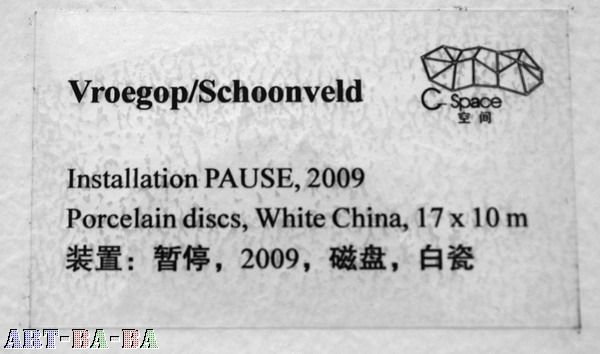 Vroegop/Schoonveld
C-Space
空间
Installation PAUSE, 2009
Porcelain discs, White China, 17 x 10 m
装置：暂停，2009，磁盘，白瓷
ART-BA-BA